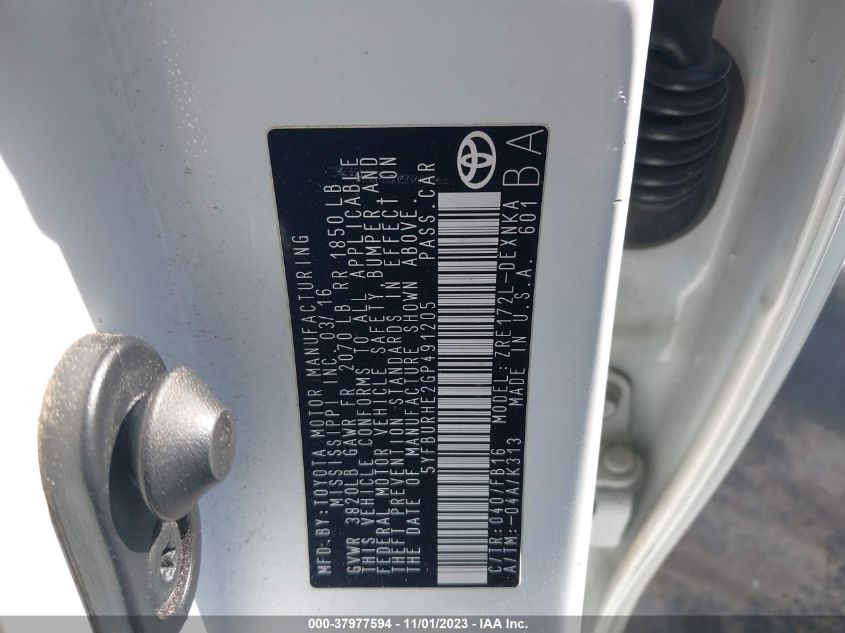 MFD.BY:TOYOTA MOTOR MANUFACTURING
MISSISSIPPI INC.03/16
GVWR 3820LB GAWR FR 2070 LB RR 1850 LB
THIS VEHICLE CONFORMS TO ALL APPLICABLE
FEDERAL MOTOR VEHICLE SAFETY BUMPER AND
THEFT PREVENTION STANDARDS IN EFFECT ON
THE DATE OF MANUFACTURE SHOWN ABOVE.
5YFBURHE2GP491205 PASS.CAR
C/TR:040/FB16 MODEL:ZRE172L-DEXNKA
A/TM:-04A/K313 MADE IN U.S.A. 601
BA
000-37977594 - 11/01/2023 - IAA Inc.